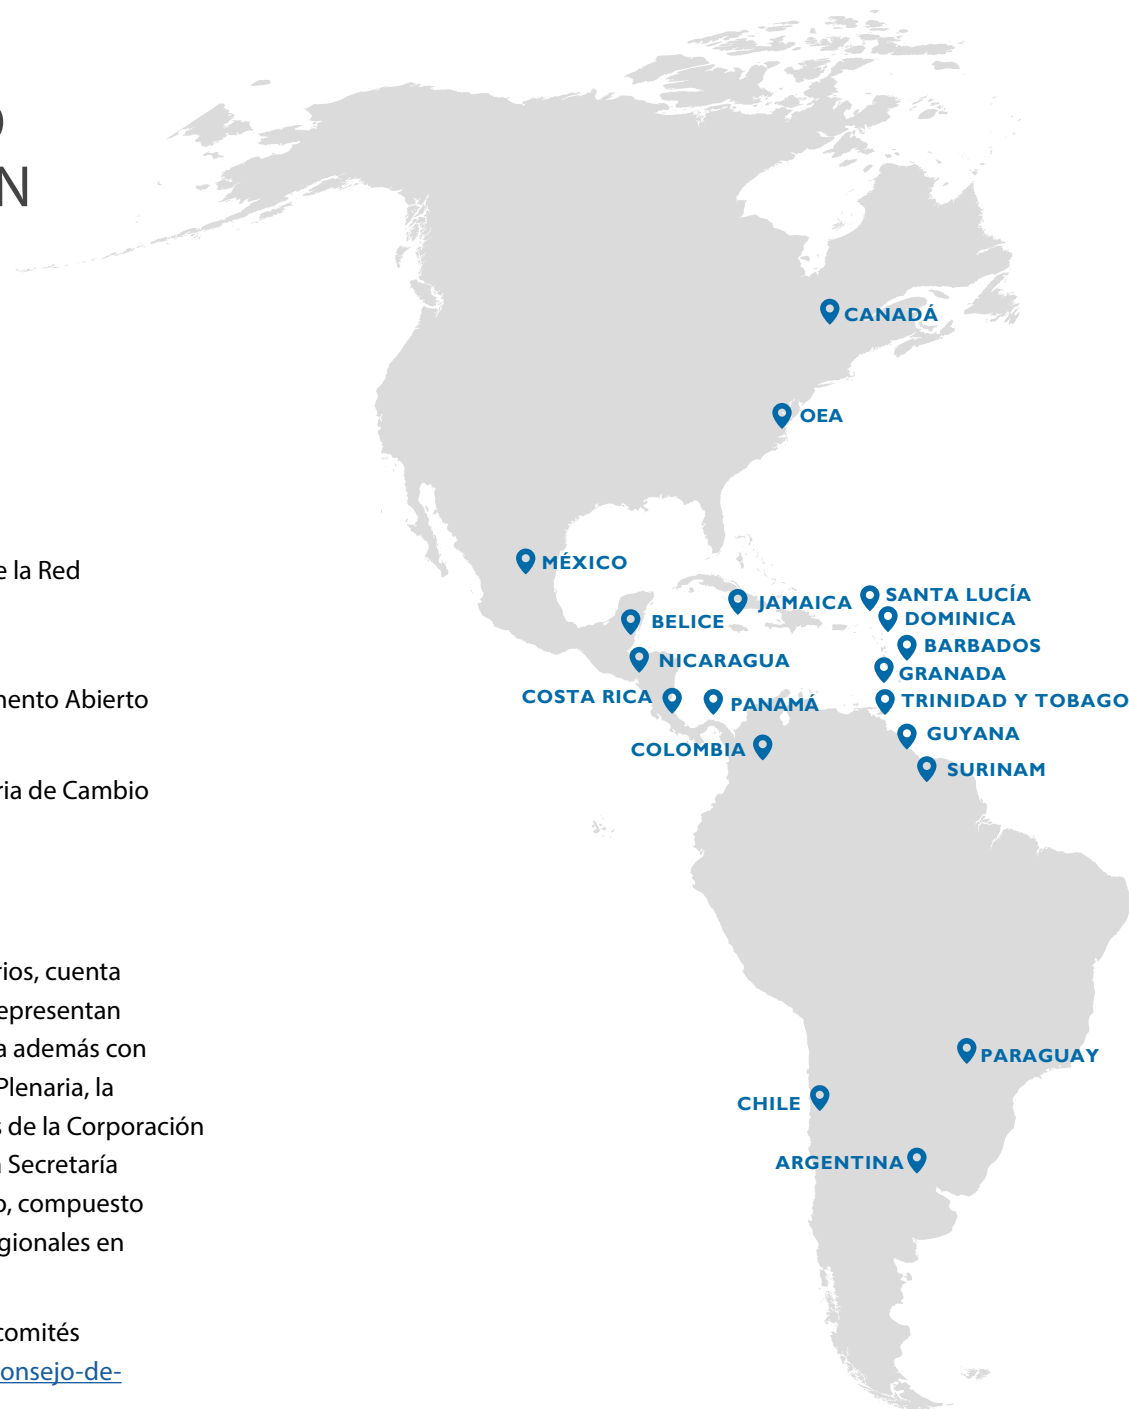 N
e la Red
mento Abierto
ria de Cambio
rios, cuenta
epresentan
a además con
Plenaria, la
s de la Corporación
Secretaría
o, compuesto
gionales en
comités
onsejo-de-
CANADÁ
OEA
MÉXICO
JAMAICA
SANTA LUCÍA
DOMINICA
BELICE
BARBADOS
NICARAGUA
GRANADA
COSTA RICA
PANAMÁ
TRINIDAD Y TOBAGO
GUYANA
COLOMBIA
SURINAM
PARAGUAY
CHILE
ARGENTINA